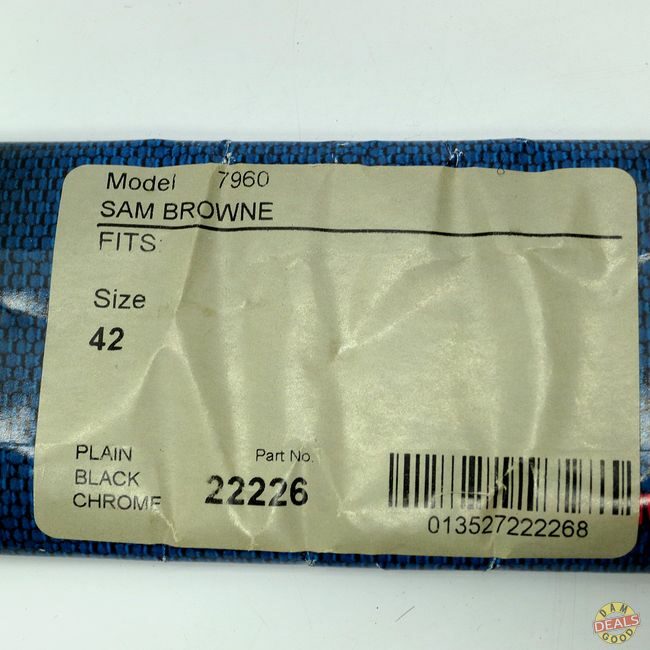 Model 7960
SAM BROWNE
FITS
Size
42
PLAIN
BLACK
CHROME
Part No.
22226
013527222268
DAM
DEALS
GOOD